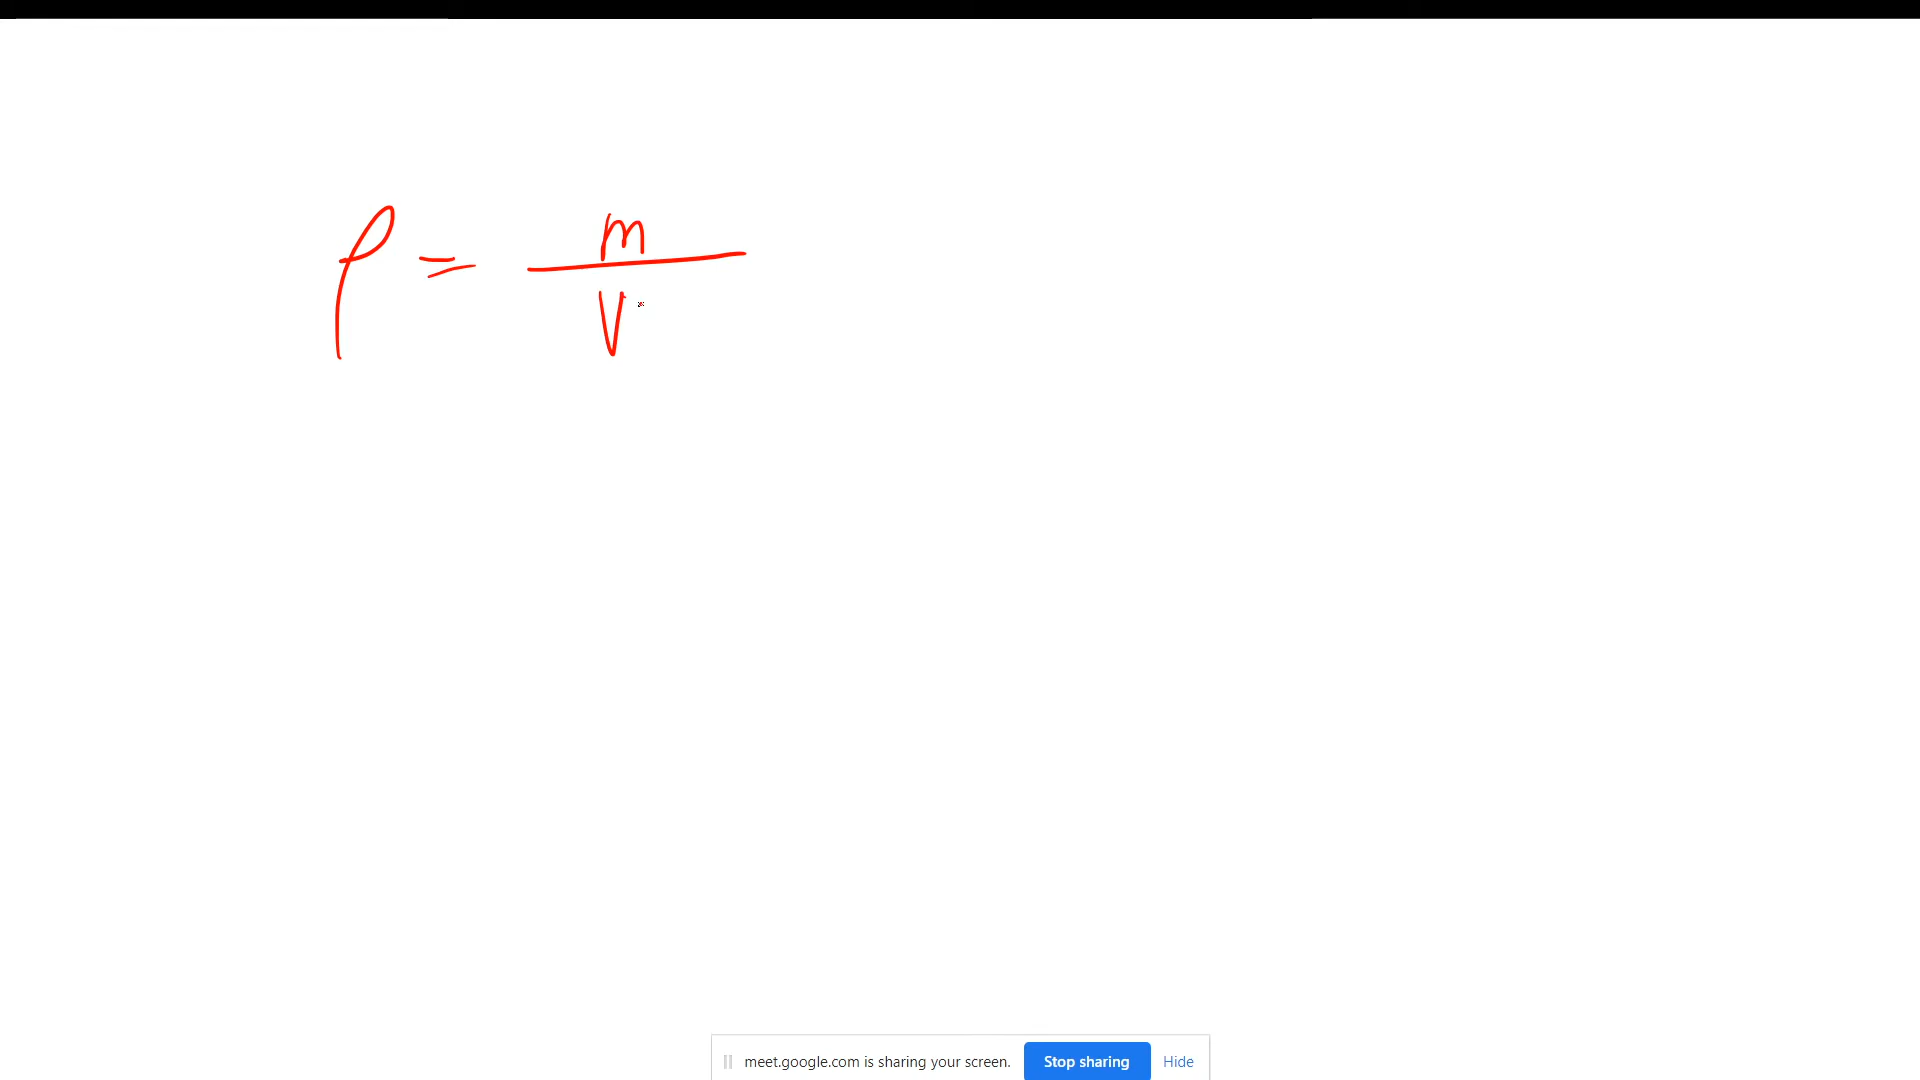 ρ = m / V
meet.google.com is sharing your screen. Stop sharing Hide